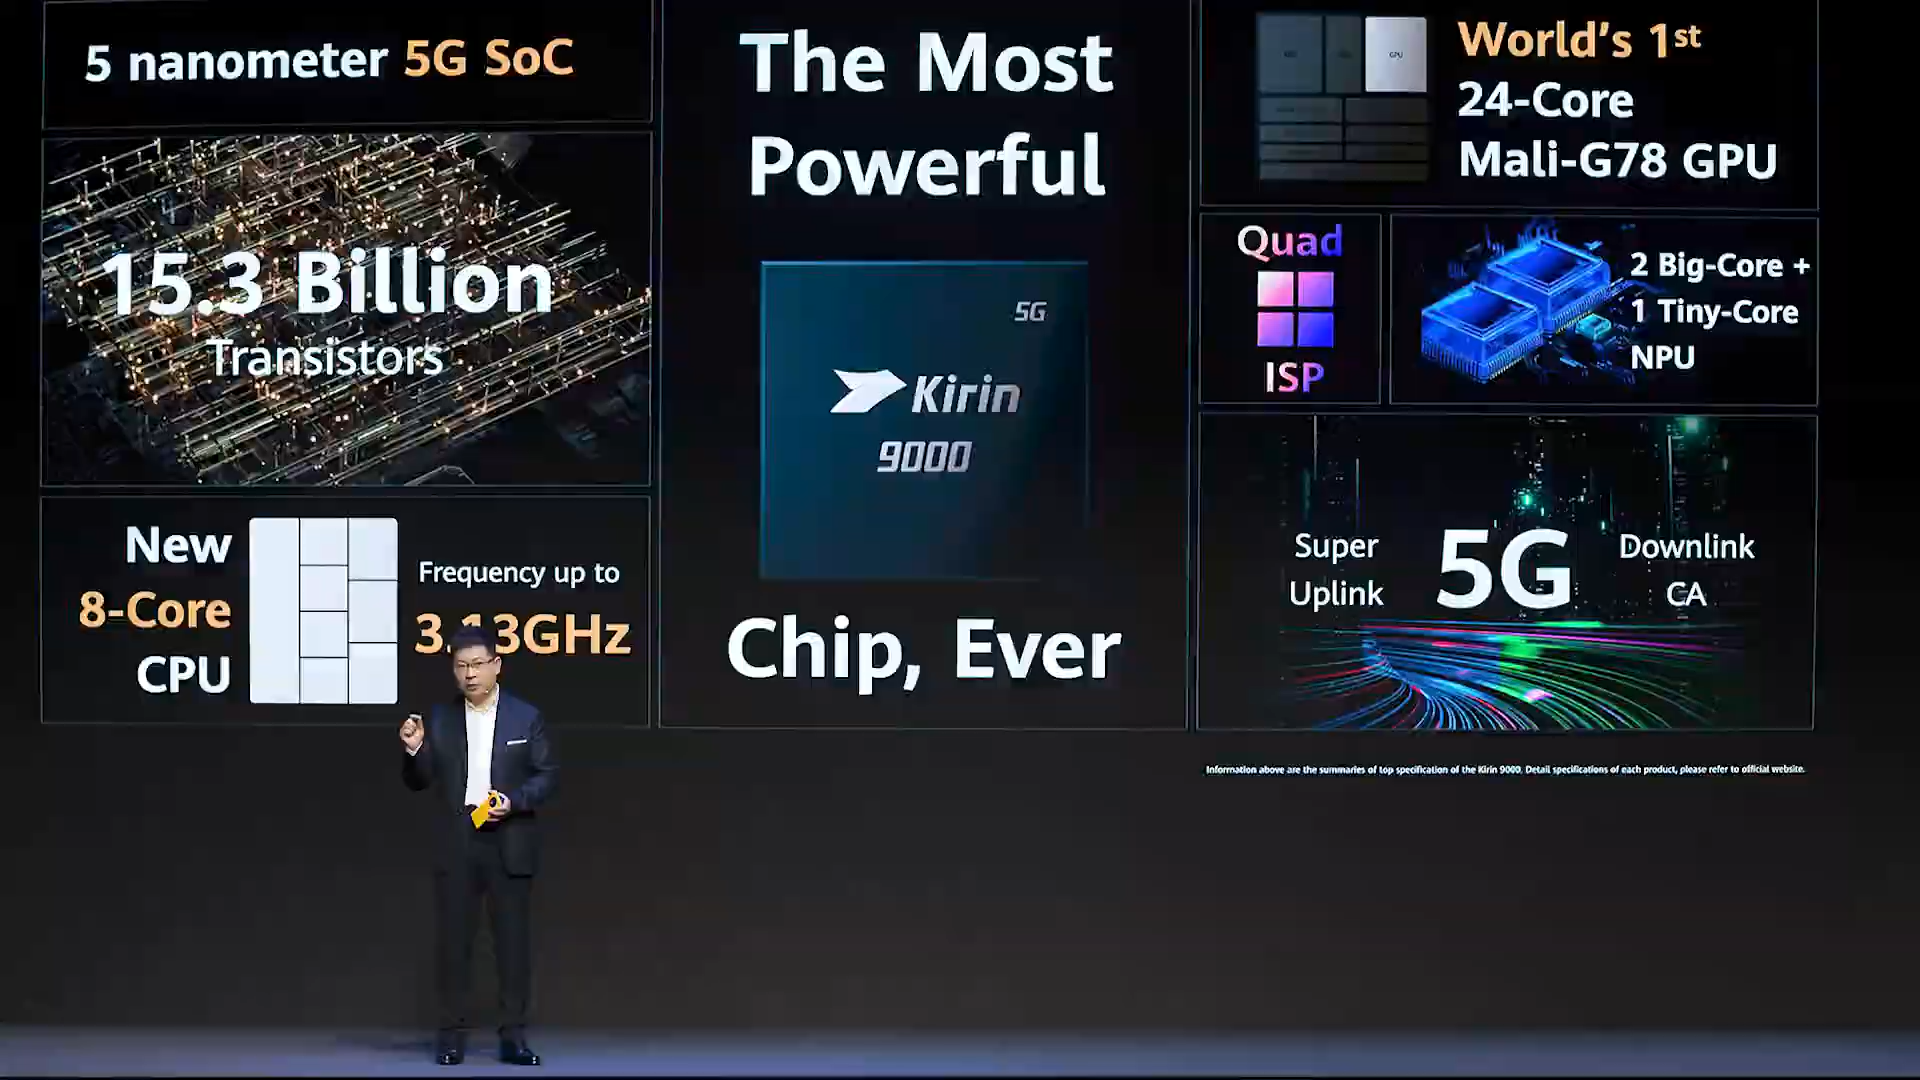 5 nanometer 5G SoC
15.3 Billion
Transistors
New
8-Core
CPU
Frequency up to
3.13GHz
The Most
Powerful
5G
Kirin
9000
Chip, Ever
GPU
World's 1st
24-Core
Mali-G78 GPU
Quad
ISP
2 Big-Core +
1 Tiny-Core
NPU
Super
Uplink
5G
Downlink
CA
Information above are the summaries of top specification of the Kirin 9000. Detail specifications of each product, please refer to official website.